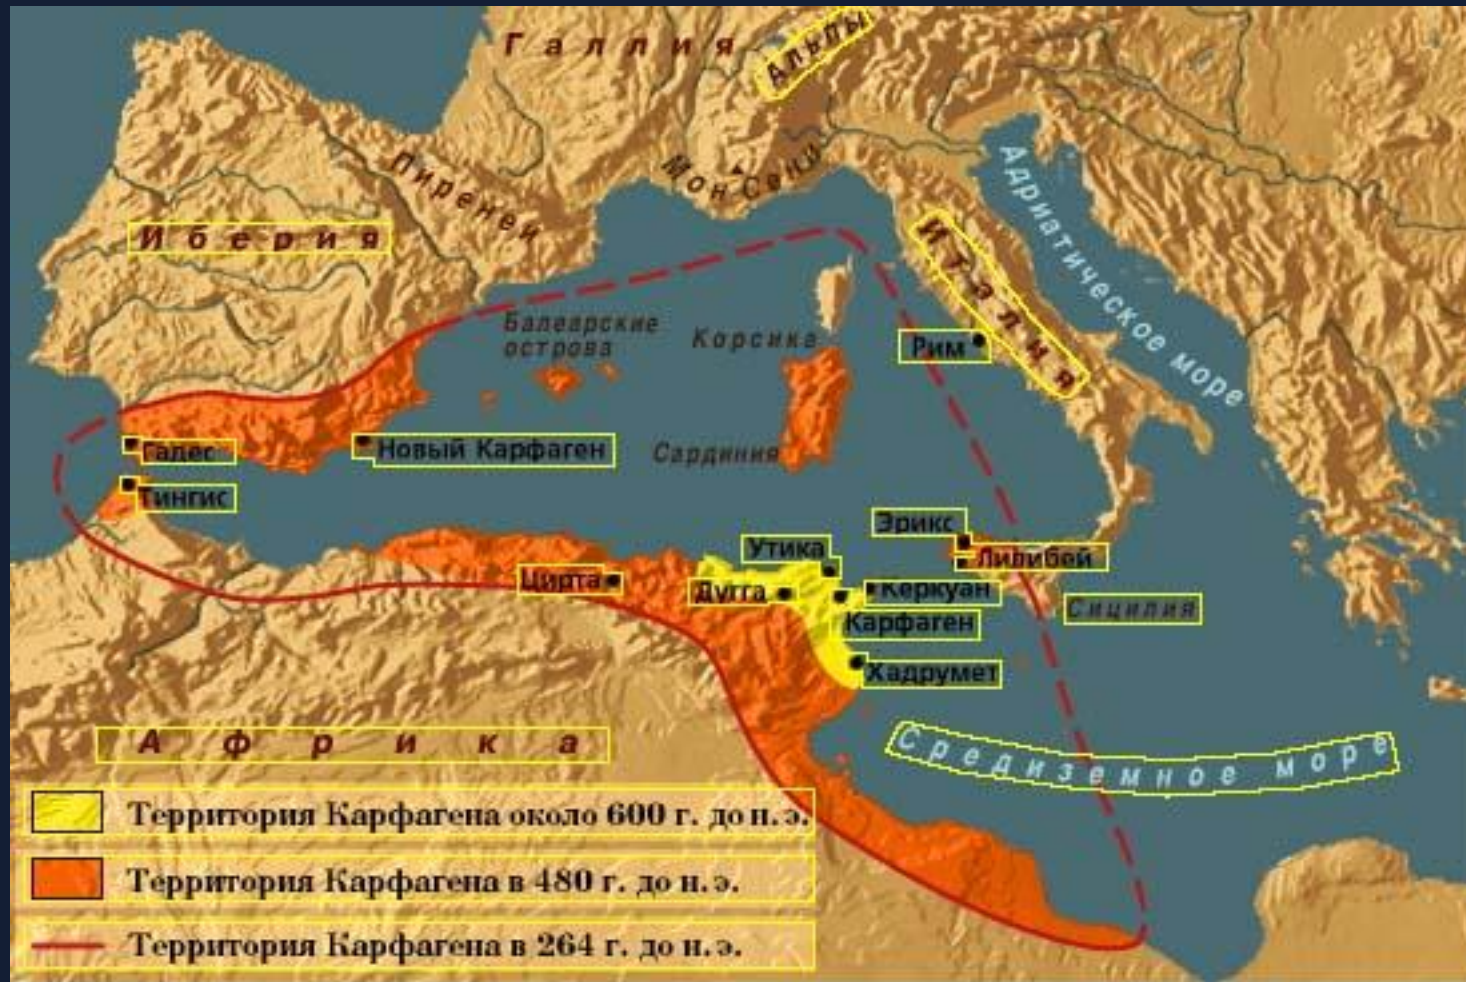 Галлия
Альпы
Мон-Сени
Пиренеи
Адриатическое море
Иберия
Италия
Балеарские
острова
Корсика
Рим
Гадес
Новый Карфаген
Сардиния
Тингис
Эрикс
Утика
Лилибей
Цирта
Дугга
Керкуан
Сицилия
Карфаген
Хадрумет
Африка
Средиземное море
Территория Карфагена около 600 г. до н. э.
Территория Карфагена в 480 г. до н. э.
Территория Карфагена в 264 г. до н. э.